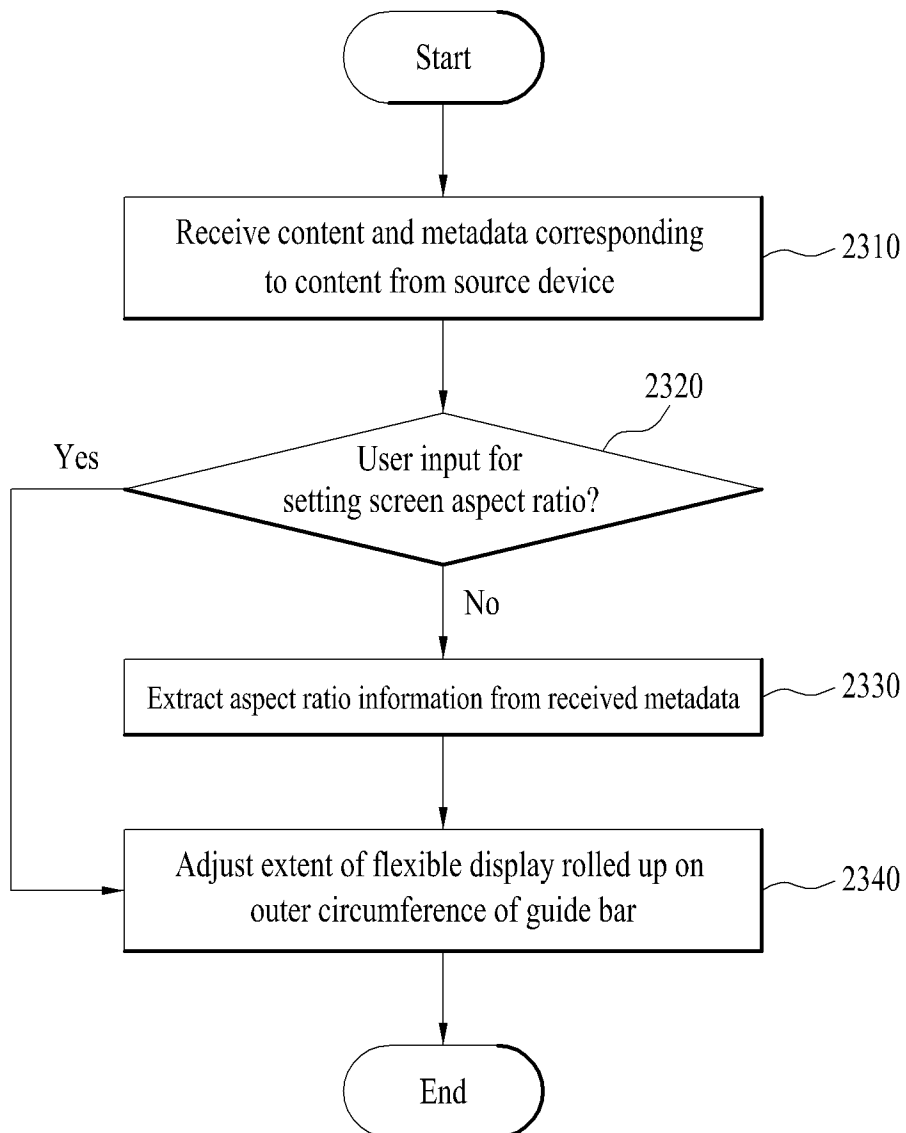 Start
Receive content and metadata corresponding
to content from source device
2310
2320
User input for
setting screen aspect ratio?
Yes
No
Extract aspect ratio information from received metadata
2330
Adjust extent of flexible display rolled up on
outer circumference of guide bar
2340
End